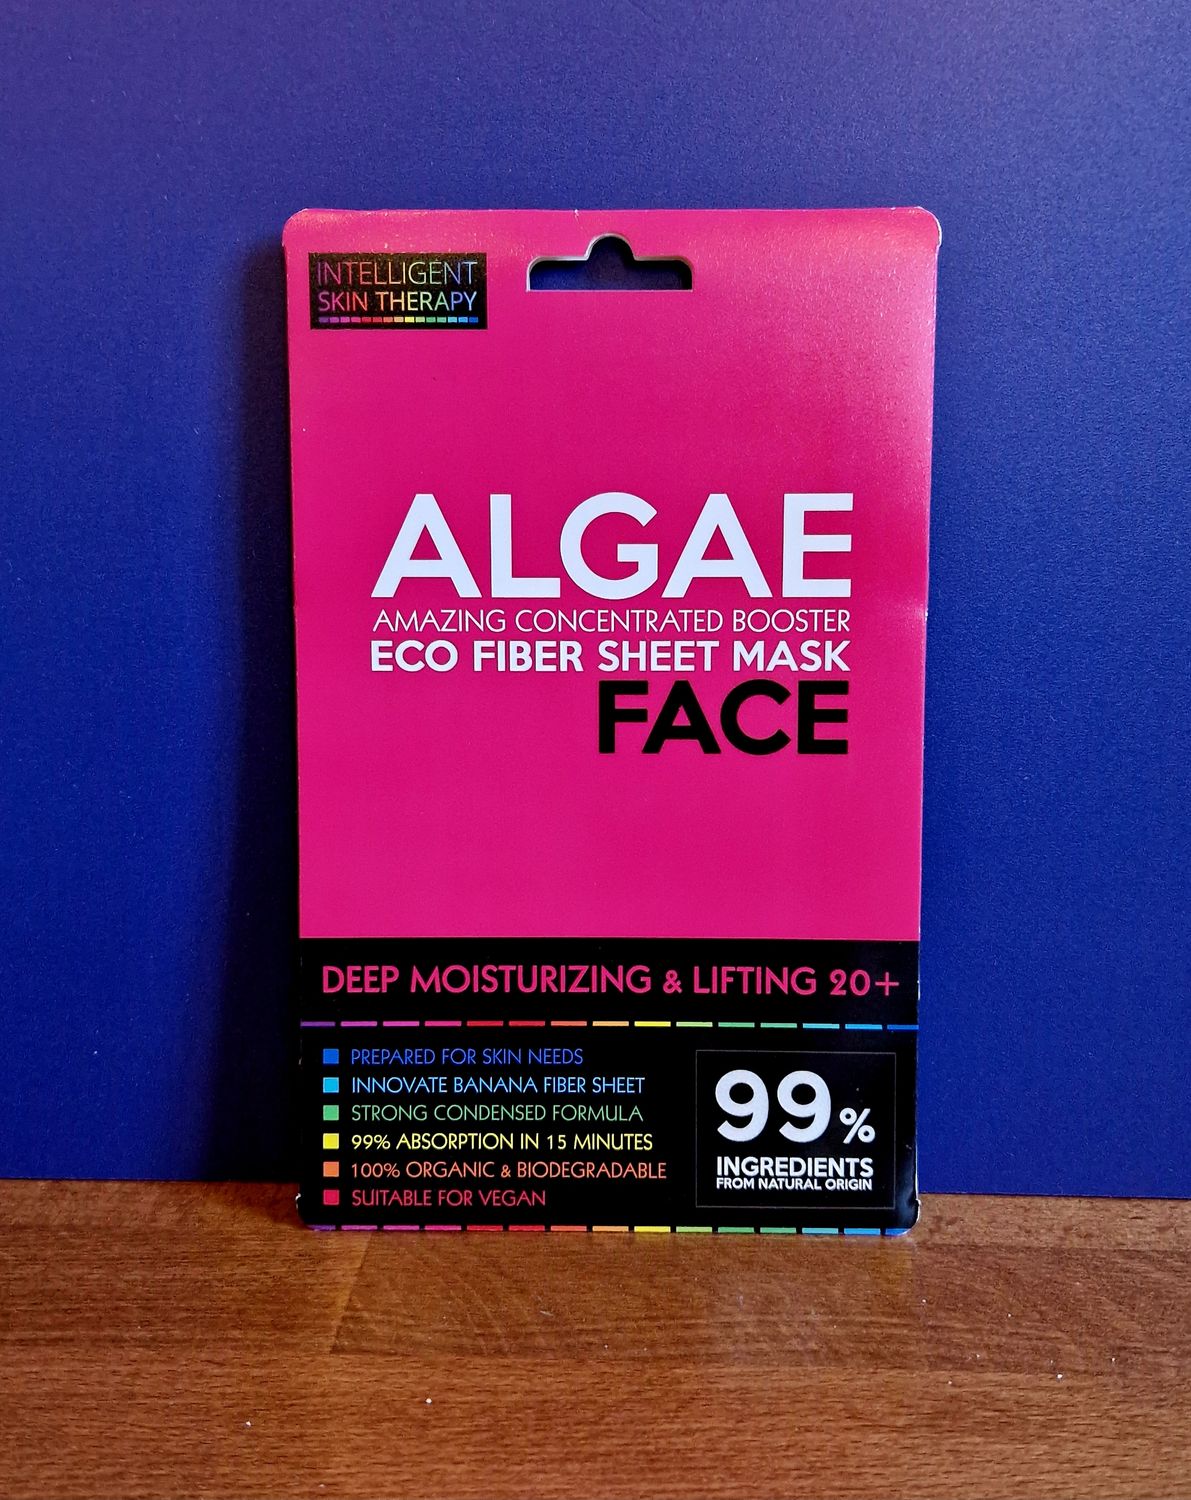 INTELLIGENT
SKIN THERAPY
ALGAE
AMAZING CONCENTRATED BOOSTER
ECO FIBER SHEET MASK
FACE
DEEP MOISTURIZING & LIFTING 20+
PREPARED FOR SKIN NEEDS
INNOVATE BANANA FIBER SHEET
STRONG CONDENSED FORMULA
99% ABSORPTION IN 15 MINUTES
100% ORGANIC & BIODEGRADABLE
SUITABLE FOR VEGAN
99%
INGREDIENTS
FROM NATURAL ORIGIN